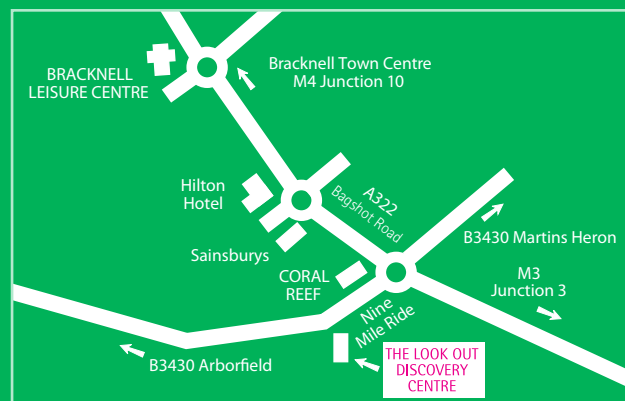 BRACKNELL
LEISURE CENTRE
Bracknell Town Centre
M4 Junction 10
Hilton
Hotel
A322
Bagshot Road
Sainsburys
B3430 Martins Heron
CORAL
REEF
M3
Junction 3
Nine
Mile Ride
B3430 Arborfield
THE LOOK OUT
DISCOVERY
CENTRE